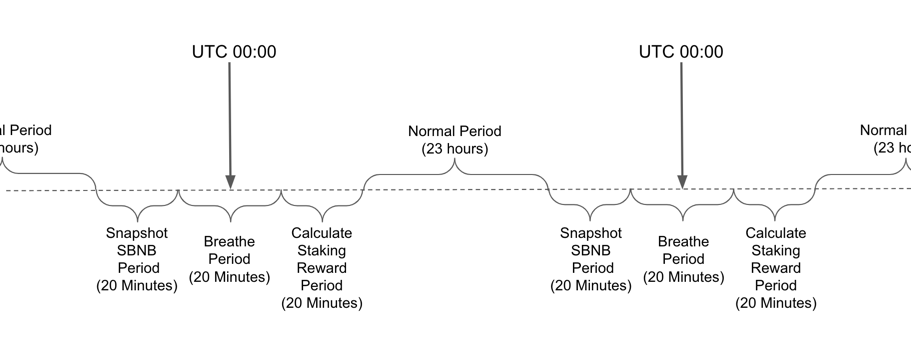 UTC 00:00
UTC 00:00
Period
hours)
Normal Period
(23 hours)
Normal
(23
Snapshot
SBNB
Period
(20 Minutes)
Breathe
Period
(20 Minutes)
Calculate
Staking
Reward
Period
(20 Minutes)
Snapshot
SBNB
Period
(20 Minutes)
Breathe
Period
(20 Minutes)
Calculate
Staking
Reward
Period
(20 Minutes)